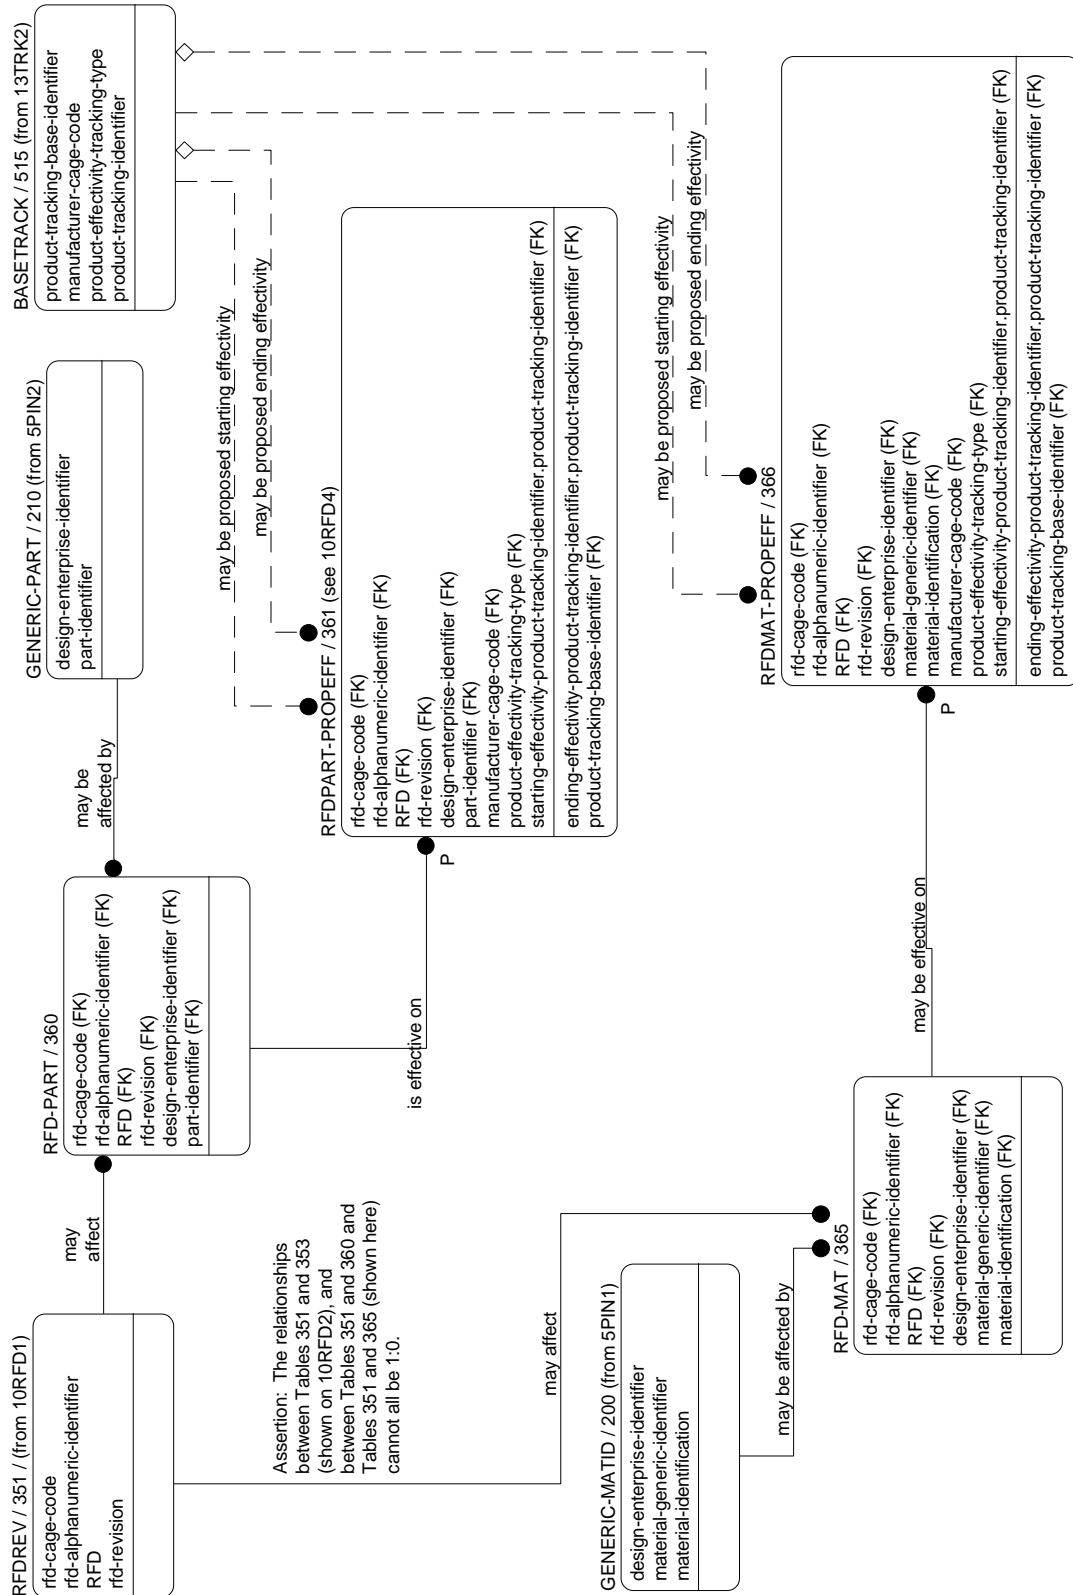 RFDREV / 351 / (from 10RFD1)
rfd-cage-code
rfd-alphanumeric-identifier
RFD
rfd-revision
may
affect
RFD-PART / 360
rfd-cage-code (FK)
rfd-alphanumeric-identifier (FK)
RFD (FK)
rfd-revision (FK)
design-enterprise-identifier (FK)
part-identifier (FK)
may be
affected by
GENERIC-PART / 210 (from 5PIN2)
design-enterprise-identifier
part-identifier
BASETRACK / 515 (from 13TRK2)
product-tracking-base-identifier
manufacturer-cage-code
product-effectivity-tracking-type
product-tracking-identifier
may be proposed starting effectivity
may be proposed ending effectivity
RFDPART-PROPEFF / 361 (see 10RFD4)
rfd-cage-code (FK)
rfd-alphanumeric-identifier (FK)
RFD (FK)
rfd-revision (FK)
design-enterprise-identifier (FK)
part-identifier (FK)
manufacturer-cage-code (FK)
product-effectivity-tracking-type (FK)
starting-effectivity-product-tracking-identifier.product-tracking-identifier (FK)
ending-effectivity-product-tracking-identifier.product-tracking-identifier (FK)
product-tracking-base-identifier (FK)
P
is effective on
Assertion: The relationships
between Tables 351 and 353
(shown on 10RFD2), and
between Tables 351 and 360 and
Tables 351 and 365 (shown here)
cannot all be 1:0.
may affect
GENERIC-MATID / 200 (from 5PIN1)
design-enterprise-identifier
material-generic-identifier
material-identification
may be affected by
RFD-MAT / 365
rfd-cage-code (FK)
rfd-alphanumeric-identifier (FK)
RFD (FK)
rfd-revision (FK)
design-enterprise-identifier (FK)
material-generic-identifier (FK)
material-identification (FK)
may be effective on
P
may be proposed starting effectivity
may be proposed ending effectivity
RFDMAT-PROPEFF / 366
rfd-cage-code (FK)
rfd-alphanumeric-identifier (FK)
RFD (FK)
rfd-revision (FK)
design-enterprise-identifier (FK)
material-generic-identifier (FK)
material-identification (FK)
manufacturer-cage-code (FK)
product-effectivity-tracking-type (FK)
starting-effectivity-product-tracking-identifier.product-tracking-identifier (FK)
ending-effectivity-product-tracking-identifier.product-tracking-identifier (FK)
product-tracking-base-identifier (FK)